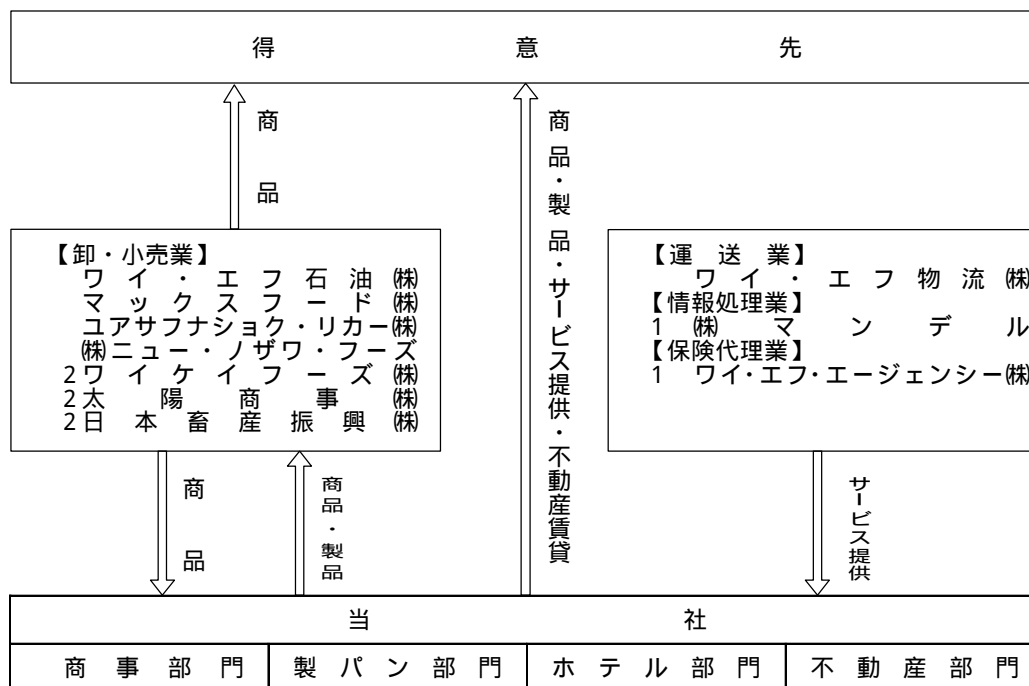 得意先
商品
商品・製品・サービス提供・不動産賃貸
【卸・小売業】
ワイ・エフ石油㈱
マックスフード㈱
ユアサフナショク・リカー㈱
㈱ニュー・ノザワ・フーズ
2ワイケイフーズ㈱
2太陽商事㈱
2日本畜産振興㈱
【運送業】
ワイ・エフ物流㈱
【情報処理業】
1 ㈱マンデル
【保険代理業】
1 ワイ・エフ・エージェンシー㈱
商品
商品・製品
サービス提供
当社
商事部門 製パン部門 ホテル部門 不動産部門